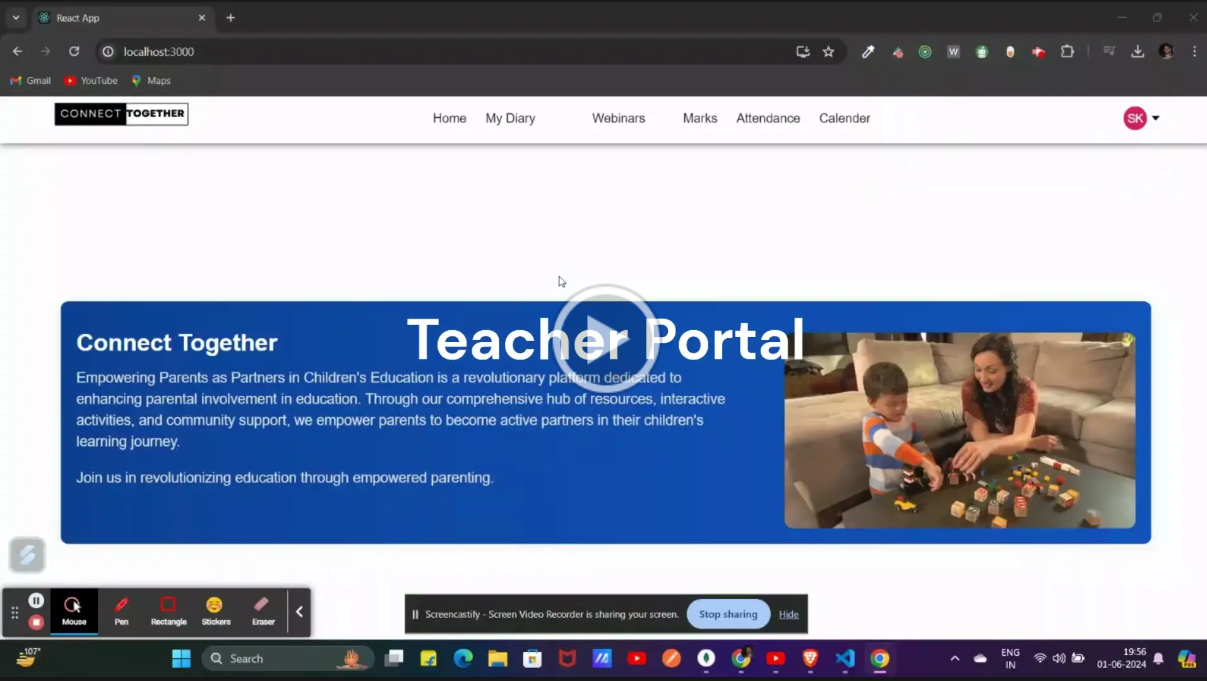 React App
localhost:3000
W
Gmail
YouTube
Maps
CONNECT TOGETHER
Home
My Diary
Webinars
Marks
Attendance
Calender
SK
Teacher Portal
Connect Together
Empowering Parents as Partners in Children's Education is a revolutionary platform dedicated to
enhancing parental involvement in education. Through our comprehensive hub of resources, interactive
activities, and community support, we empower parents to become active partners in their children's
learning journey.
Join us in revolutionizing education through empowered parenting.
Mouse
Pen
Rectangle
Stickers
Eraser
Screencastify - Screen Video Recorder is sharing your screen.
Stop sharing
Hide
107°
Search
ENG
IN
19:56
01-06-2024